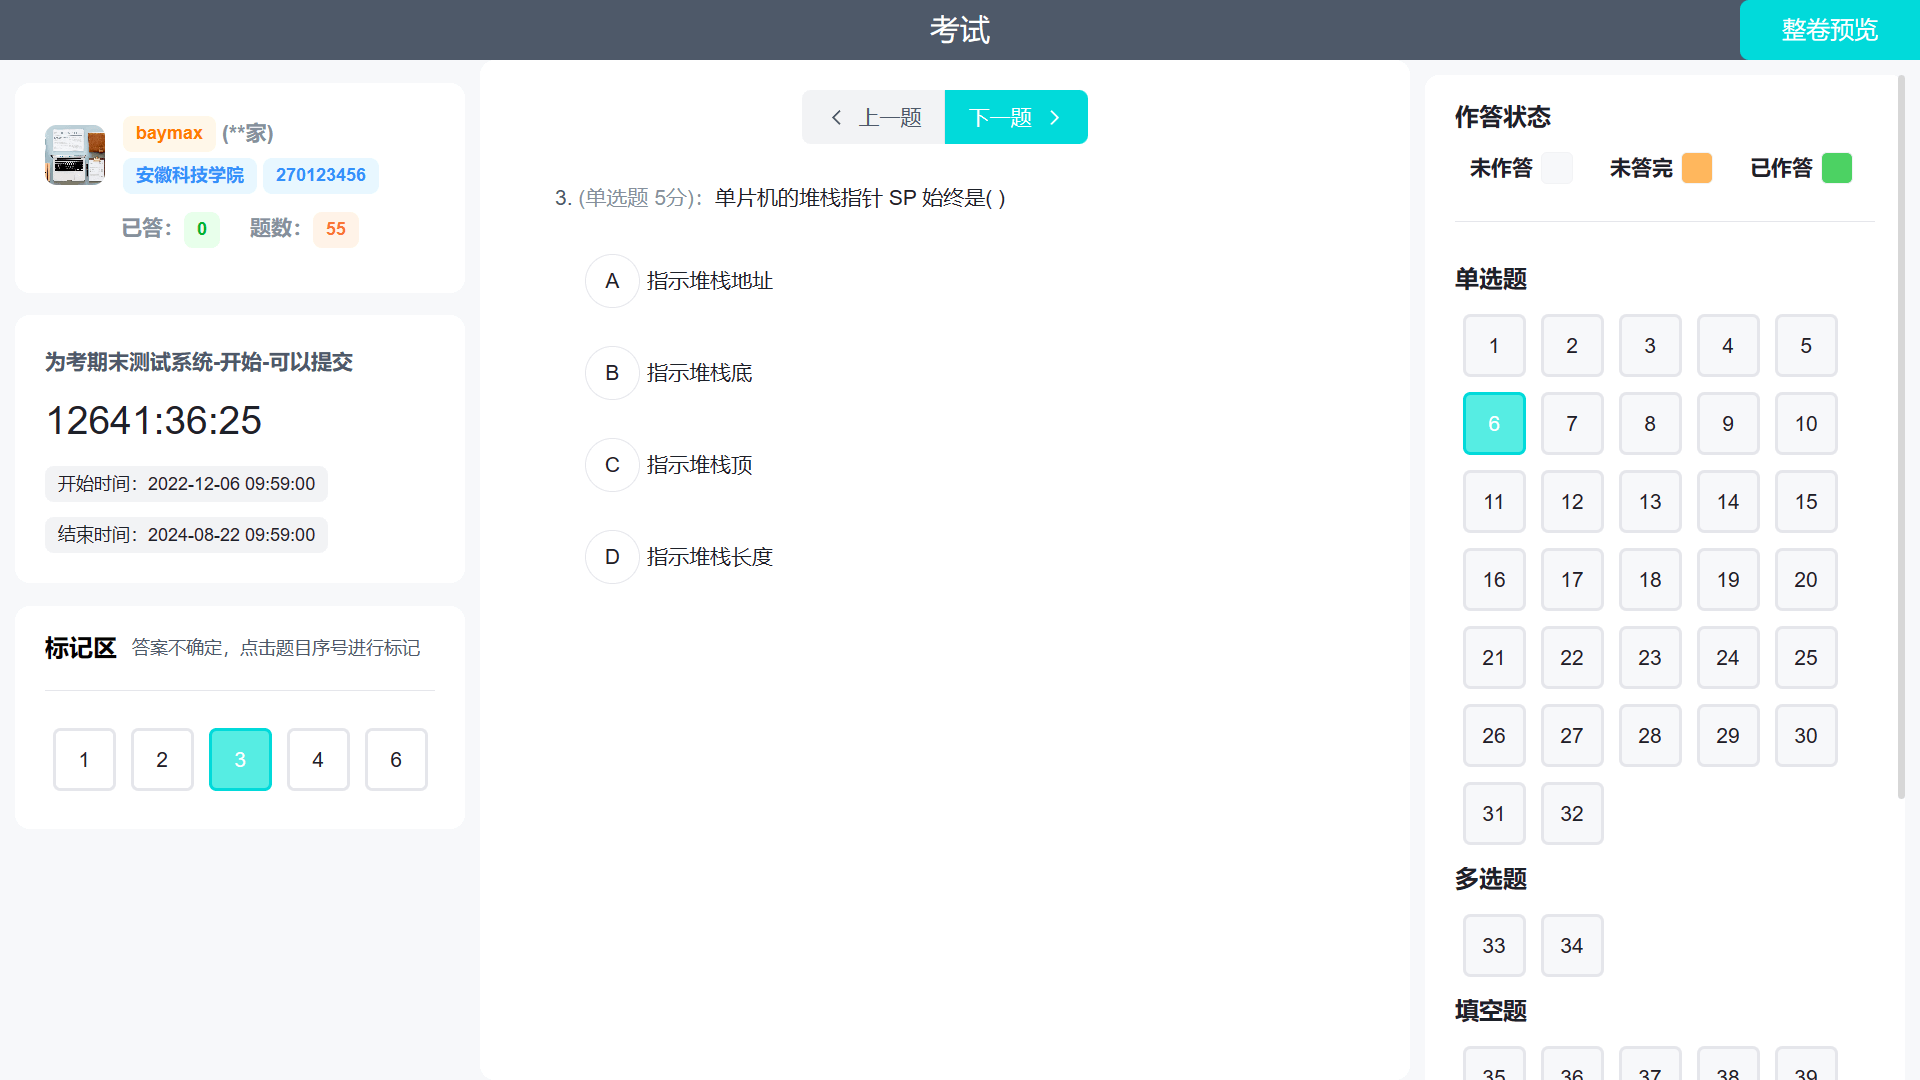 考试
整卷预览
baymax (**家)
安徽科技学院 270123456
已答： 0 题数： 55
为考期末测试系统-开始-可以提交
12641:36:25
开始时间：2022-12-06 09:59:00
结束时间：2024-08-22 09:59:00
标记区 答案不确定，点击题目序号进行标记
1 2 3 4 6
上一题 下一题
3. (单选题 5分)：单片机的堆栈指针 SP 始终是( )
A 指示堆栈地址
B 指示堆栈底
C 指示堆栈顶
D 指示堆栈长度
作答状态
未作答 未答完 已作答
单选题
1 2 3 4 5
6 7 8 9 10
11 12 13 14 15
16 17 18 19 20
21 22 23 24 25
26 27 28 29 30
31 32
多选题
33 34
填空题
35 36 37 38 39